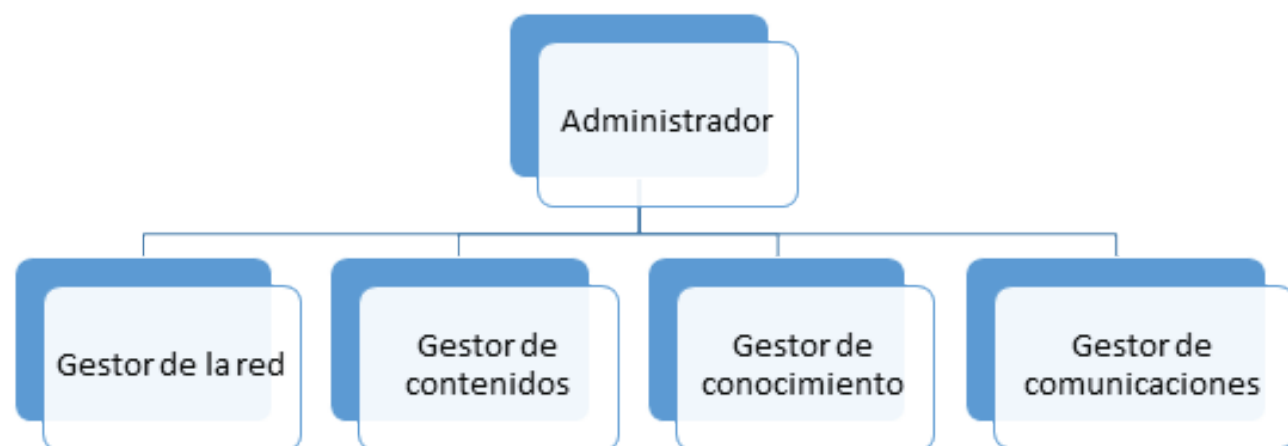 Administrador
Gestor de la red
Gestor de
contenidos
Gestor de
conocimiento
Gestor de
comunicaciones